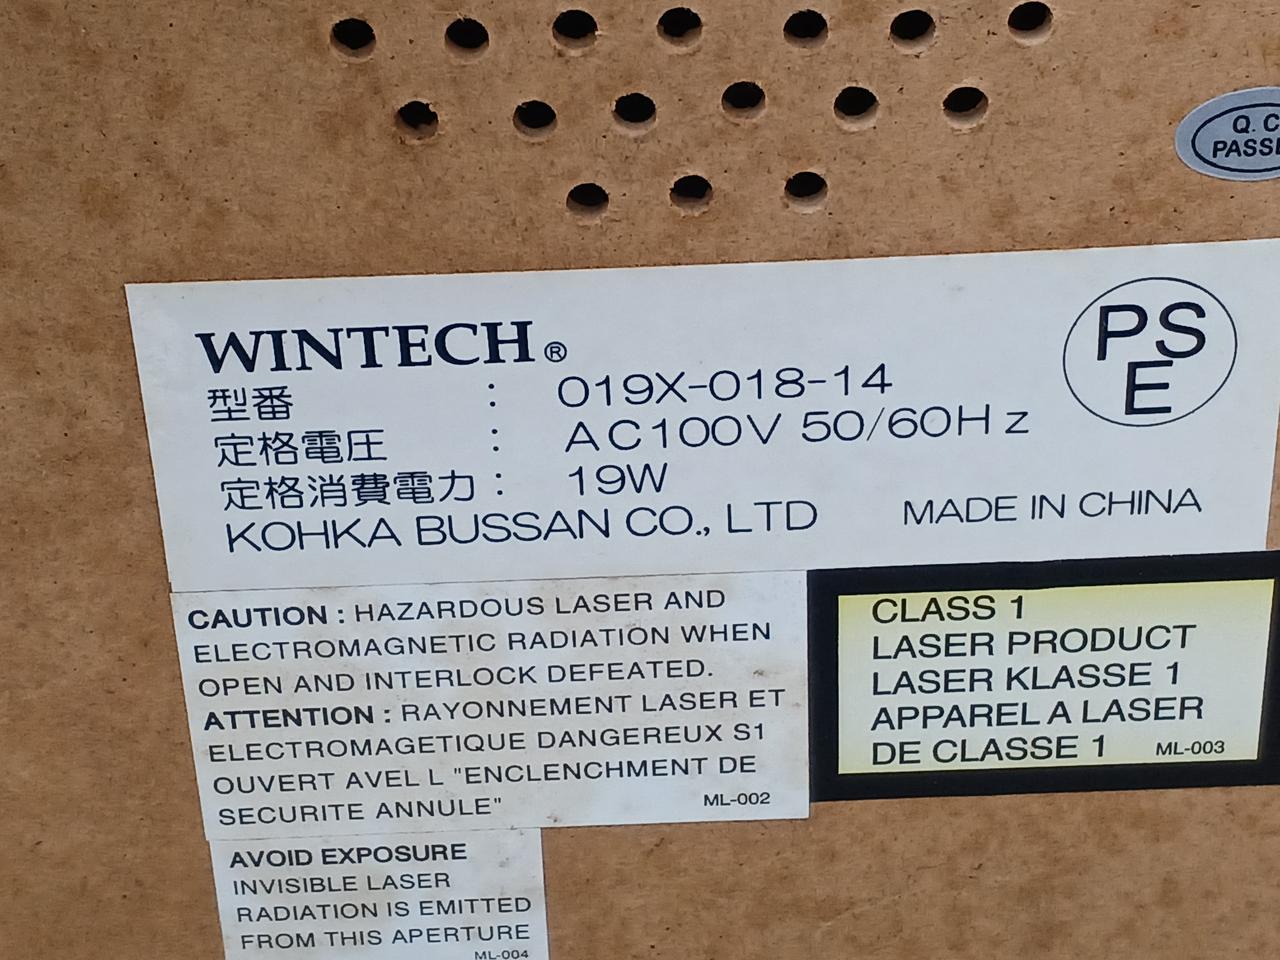 Q. C
PASSE
WINTECH®
PS
E
型番 : 019X-018-14
定格電圧 : AC100V 50/60Hz
定格消費電力 : 19W
KOHKA BUSSAN CO., LTD MADE IN CHINA
CAUTION : HAZARDOUS LASER AND
ELECTROMAGNETIC RADIATION WHEN
OPEN AND INTERLOCK DEFEATED.
ATTENTION : RAYONNEMENT LASER ET
ELECTROMAGETIQUE DANGEREUX S1
OUVERT AVEL L "ENCLENCHMENT DE
SECURITE ANNULE"
ML-002
CLASS 1
LASER PRODUCT
LASER KLASSE 1
APPAREL A LASER
DE CLASSE 1 ML-003
AVOID EXPOSURE
INVISIBLE LASER
RADIATION IS EMITTED
FROM THIS APERTURE
ML-004